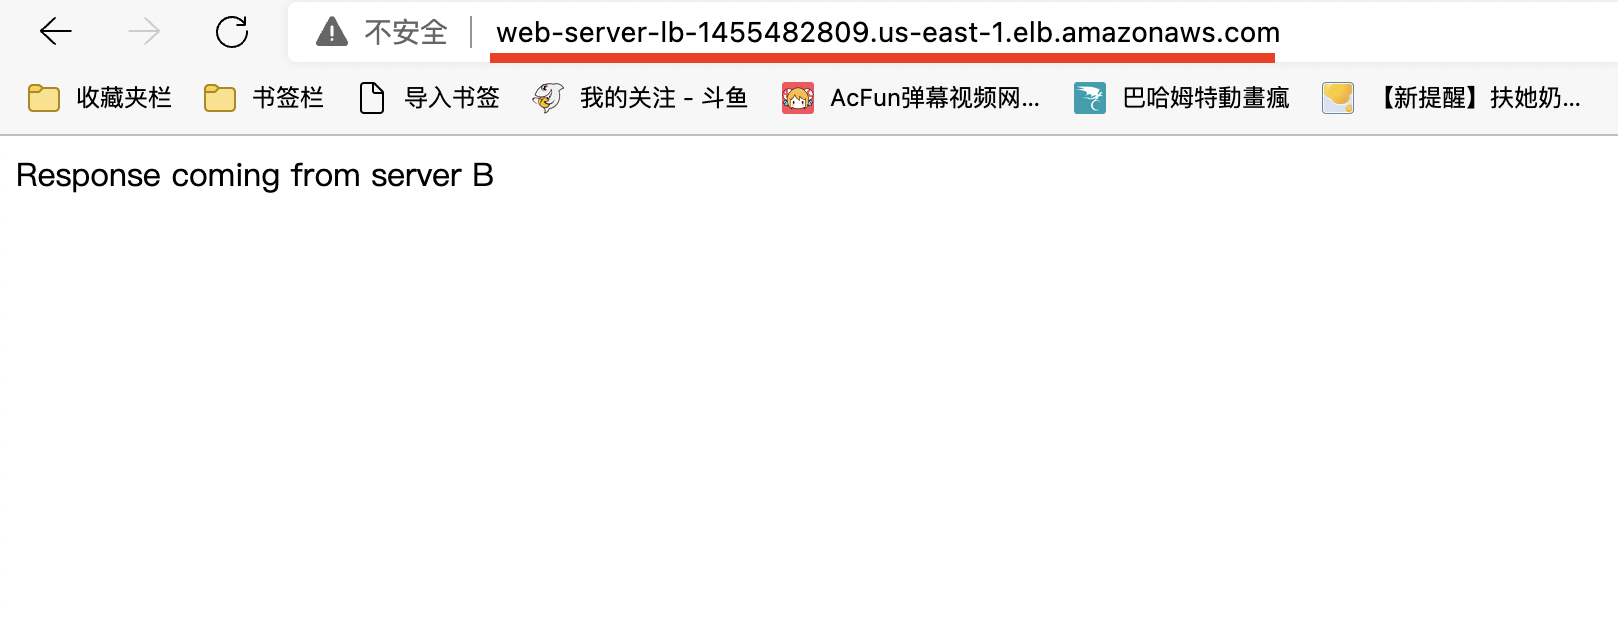 不安全 web-server-lb-1455482809.us-east-1.elb.amazonaws.com
收藏夹栏 书签栏 导入书签 我的关注 - 斗鱼 AcFun弹幕视频网... 巴哈姆特動畫瘋 【新提醒】扶她奶...
Response coming from server B